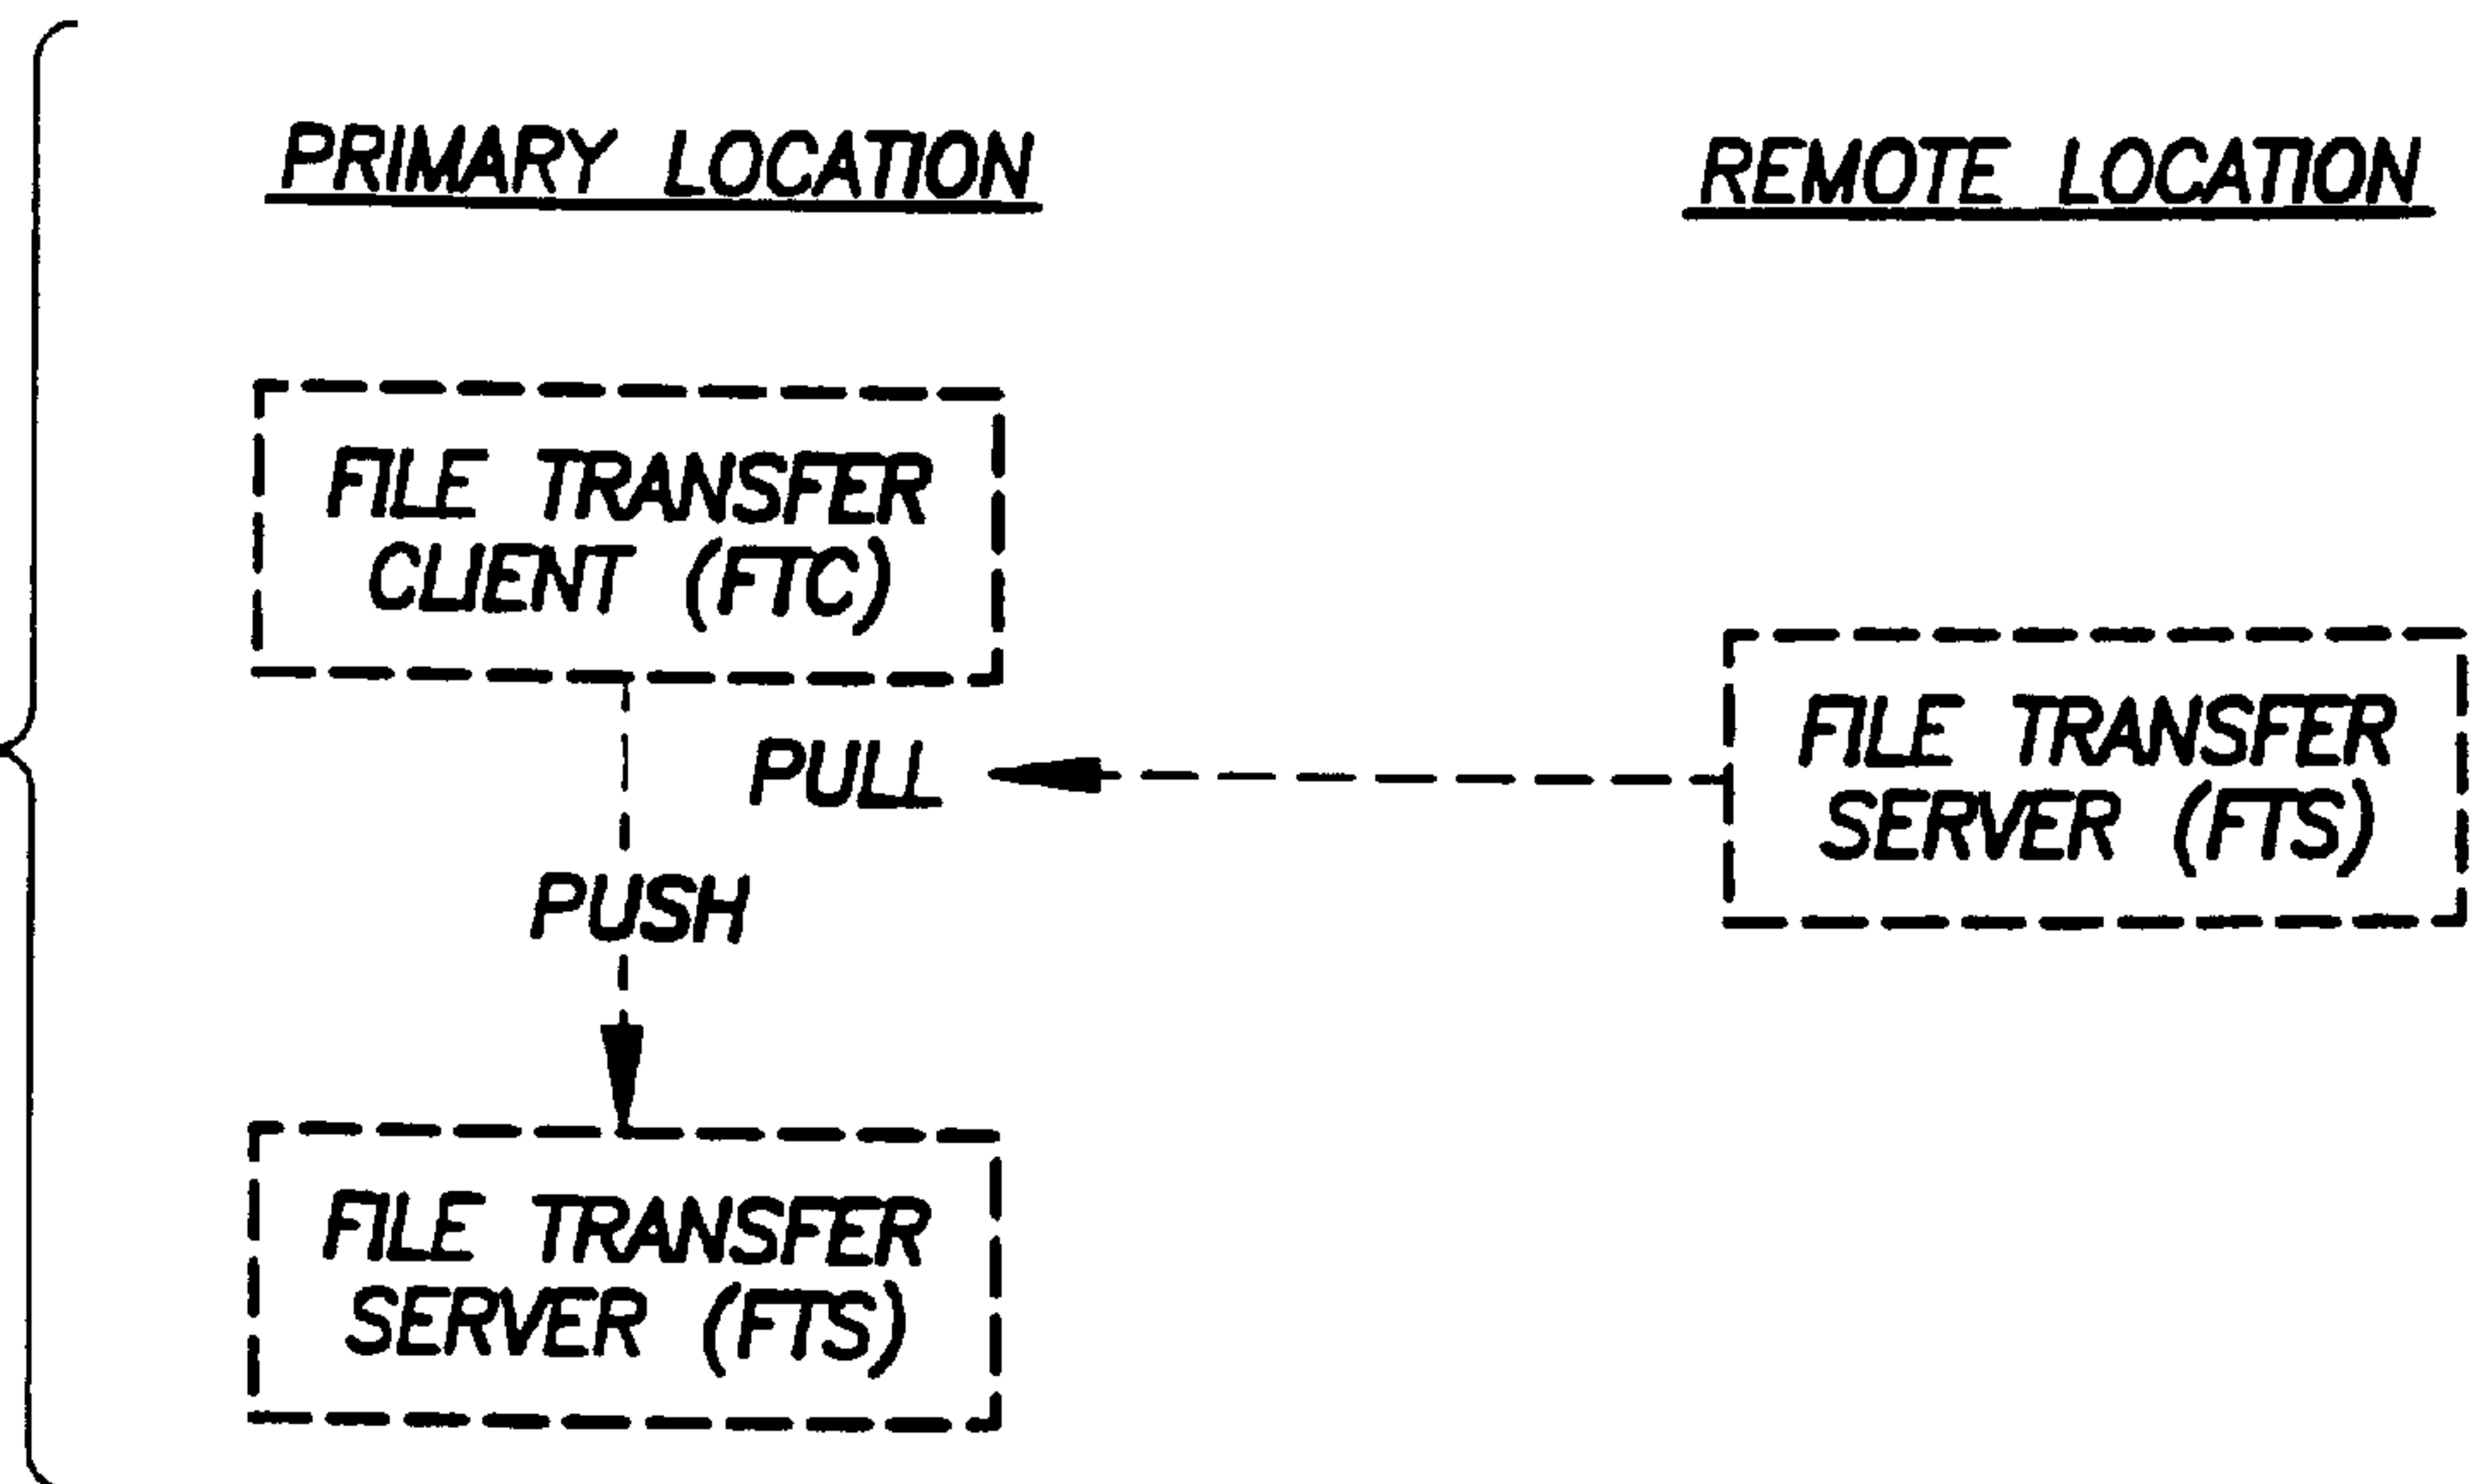 PRIMARY LOCATION
REMOTE LOCATION
FILE TRANSFER
CLIENT (FTC)
PULL
FILE TRANSFER
SERVER (FTS)
PUSH
FILE TRANSFER
SERVER (FTS)